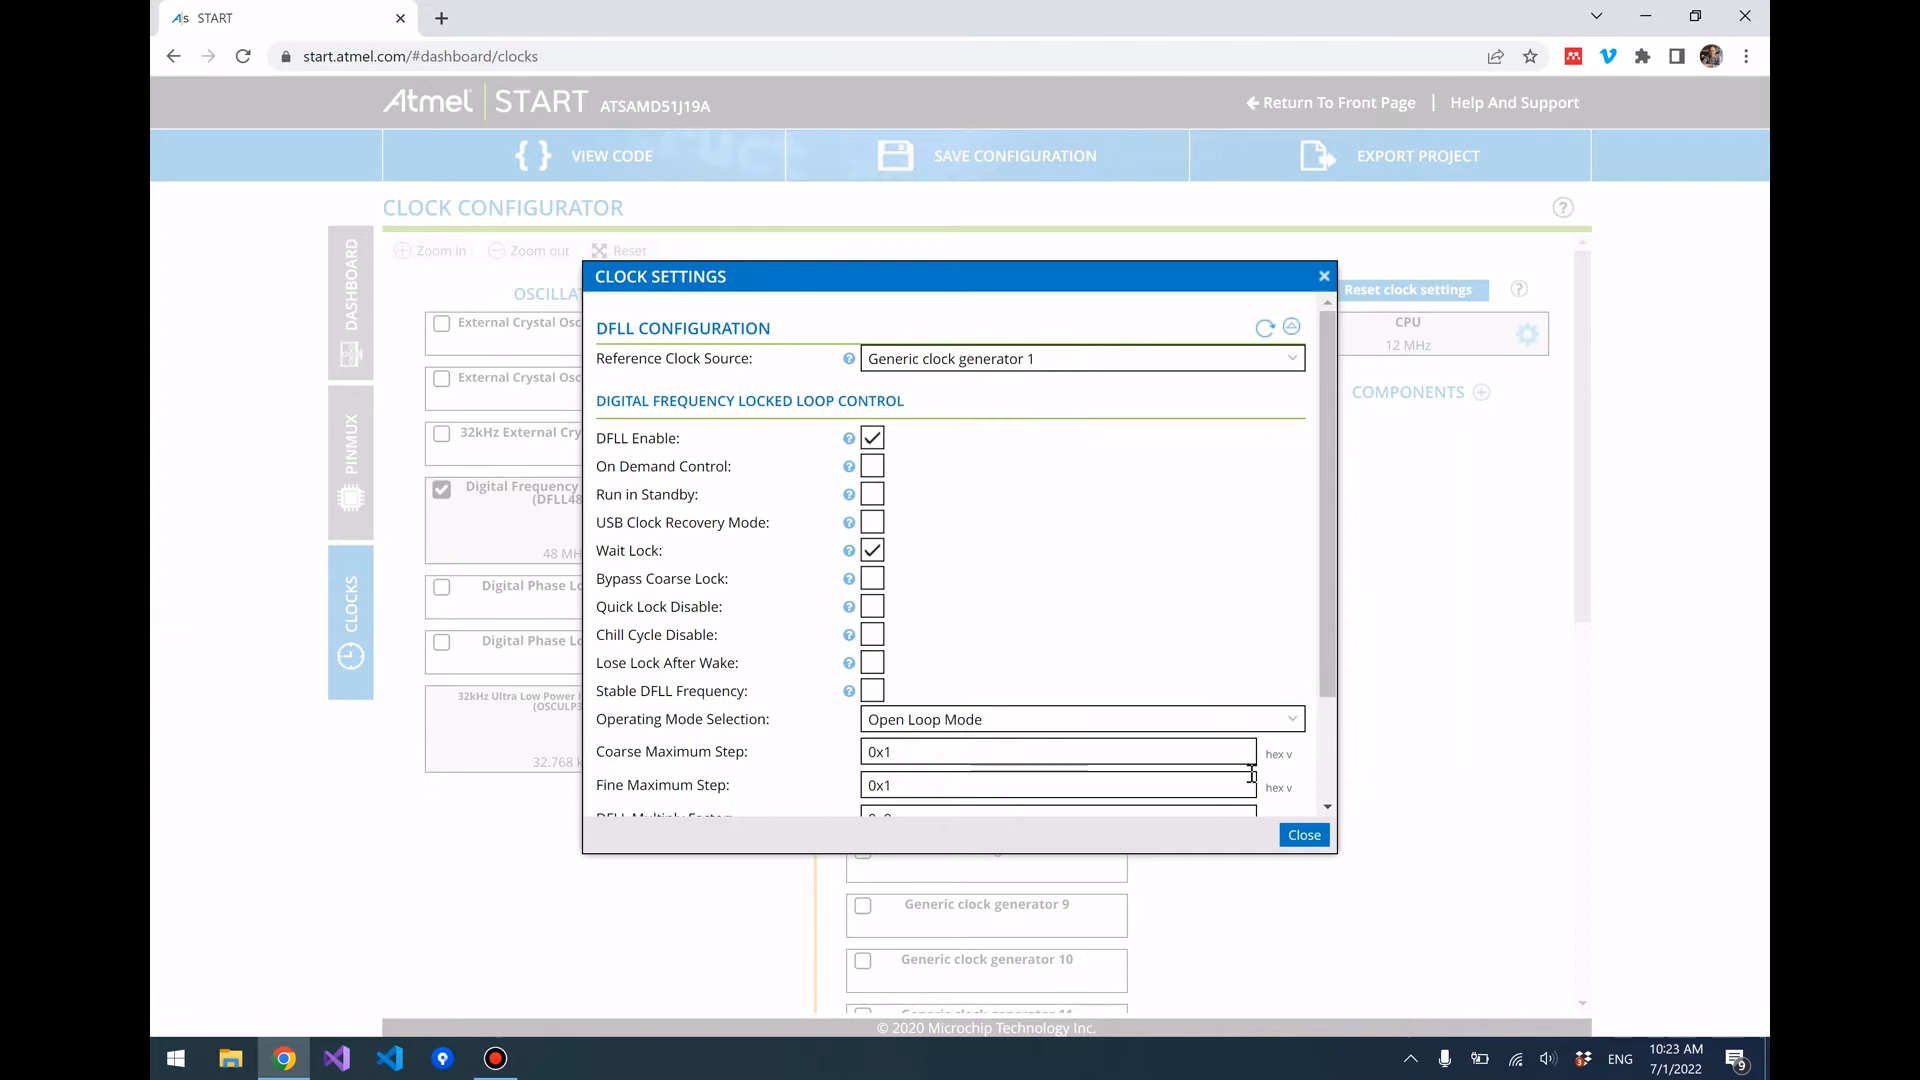 START
start.atmel.com/#dashboard/clocks
Atmel START ATSAMD51J19A
Return To Front Page
Help And Support
VIEW CODE
SAVE CONFIGURATION
EXPORT PROJECT
CLOCK CONFIGURATOR
DASHBOARD
PINMUX
CLOCKS
Zoom in
Zoom out
Reset
OSCILLA
External Crystal Osc
External Crystal Osc
32kHz External Cry
Digital Frequency
(DFLL48
48 MH
Digital Phase Lo
Digital Phase Lo
32kHz Ultra Low Power I
(OSCULP3
32.768 k
Reset clock settings
CPU
12 MHz
COMPONENTS
CLOCK SETTINGS
DFLL CONFIGURATION
Reference Clock Source: Generic clock generator 1
DIGITAL FREQUENCY LOCKED LOOP CONTROL
DFLL Enable:
On Demand Control:
Run in Standby:
USB Clock Recovery Mode:
Wait Lock:
Bypass Coarse Lock:
Quick Lock Disable:
Chill Cycle Disable:
Lose Lock After Wake:
Stable DFLL Frequency:
Operating Mode Selection: Open Loop Mode
Coarse Maximum Step: 0x1 hex v
Fine Maximum Step: 0x1 hex v
Close
Generic clock generator 9
Generic clock generator 10
© 2020 Microchip Technology Inc.
ENG
10:23 AM
7/1/2022
9